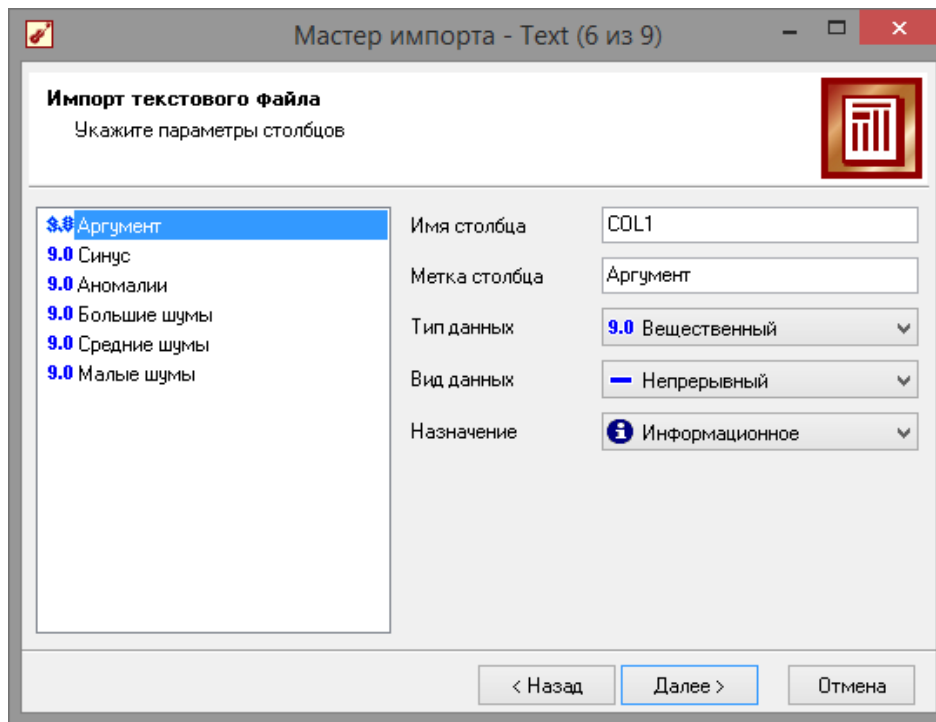 Мастер импорта - Text (6 из 9)
Импорт текстового файла
Укажите параметры столбцов
9.0 Аргумент
9.0 Синус
9.0 Аномалии
9.0 Большие шумы
9.0 Средние шумы
9.0 Малые шумы
Имя столбца COL1
Метка столбца Аргумент
Тип данных 9.0 Вещественный
Вид данных Непрерывный
Назначение Информационное
< Назад Далее > Отмена